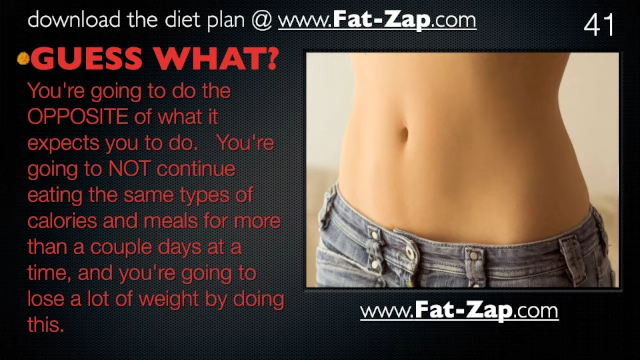 download the diet plan @ www.Fat-Zap.com
41
GUESS WHAT?
You're going to do the
OPPOSITE of what it
expects you to do. You're
going to NOT continue
eating the same types of
calories and meals for more
than a couple days at a
time, and you're going to
lose a lot of weight by doing
this.
www.Fat-Zap.com